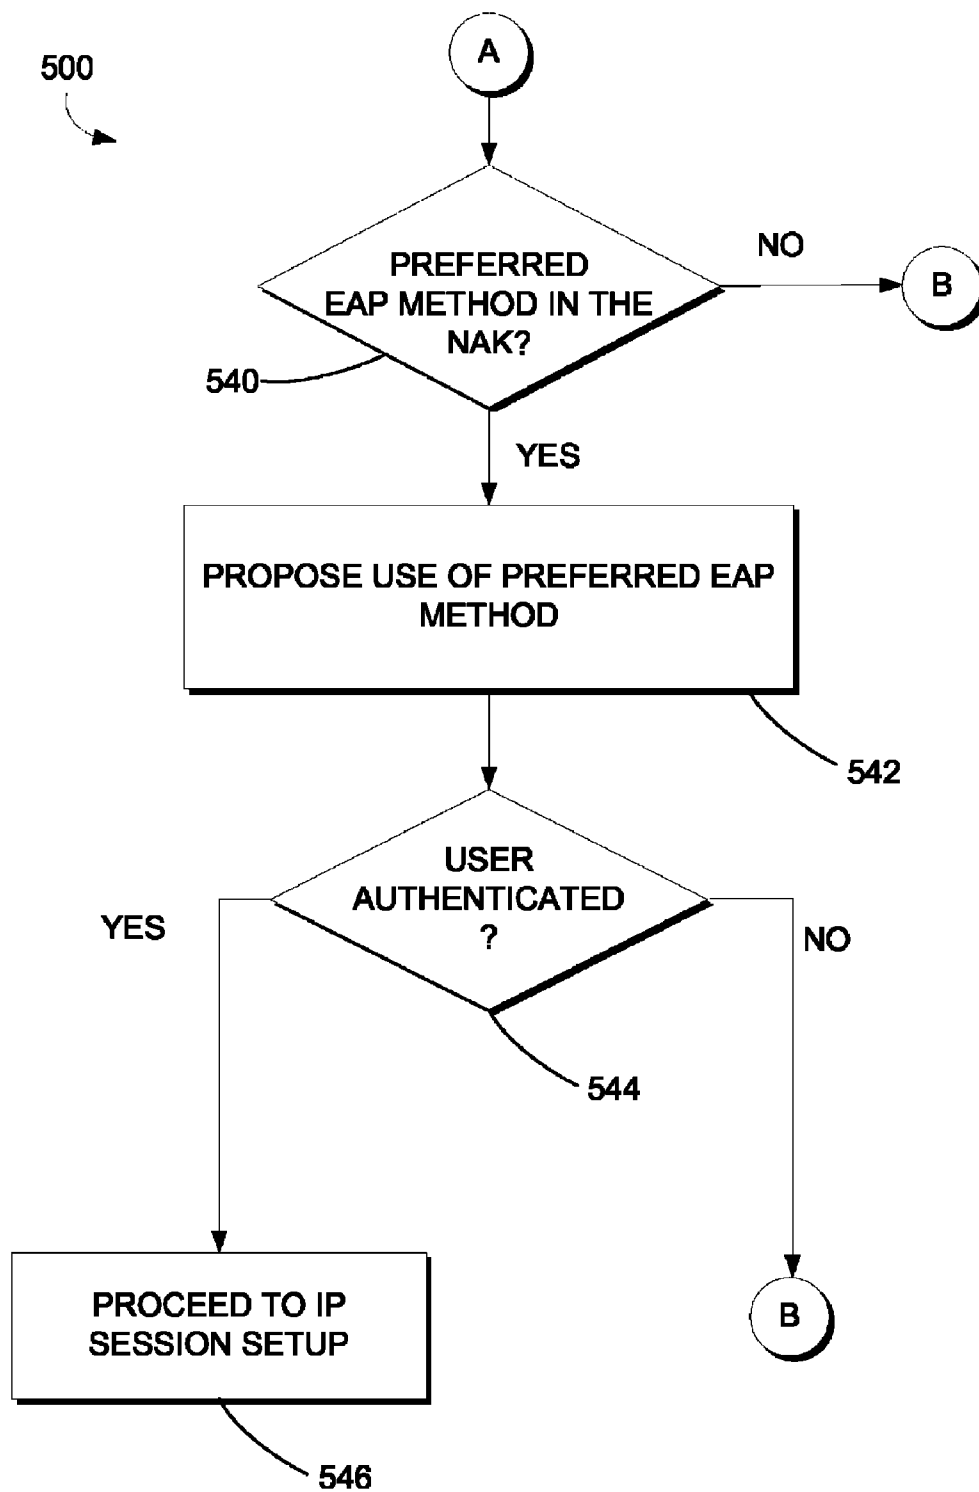 A
500
PREFERRED
EAP METHOD IN THE
NAK?
NO
B
540
YES
PROPOSE USE OF PREFERRED EAP
METHOD
542
USER
AUTHENTICATED
?
YES
NO
544
PROCEED TO IP
SESSION SETUP
B
546